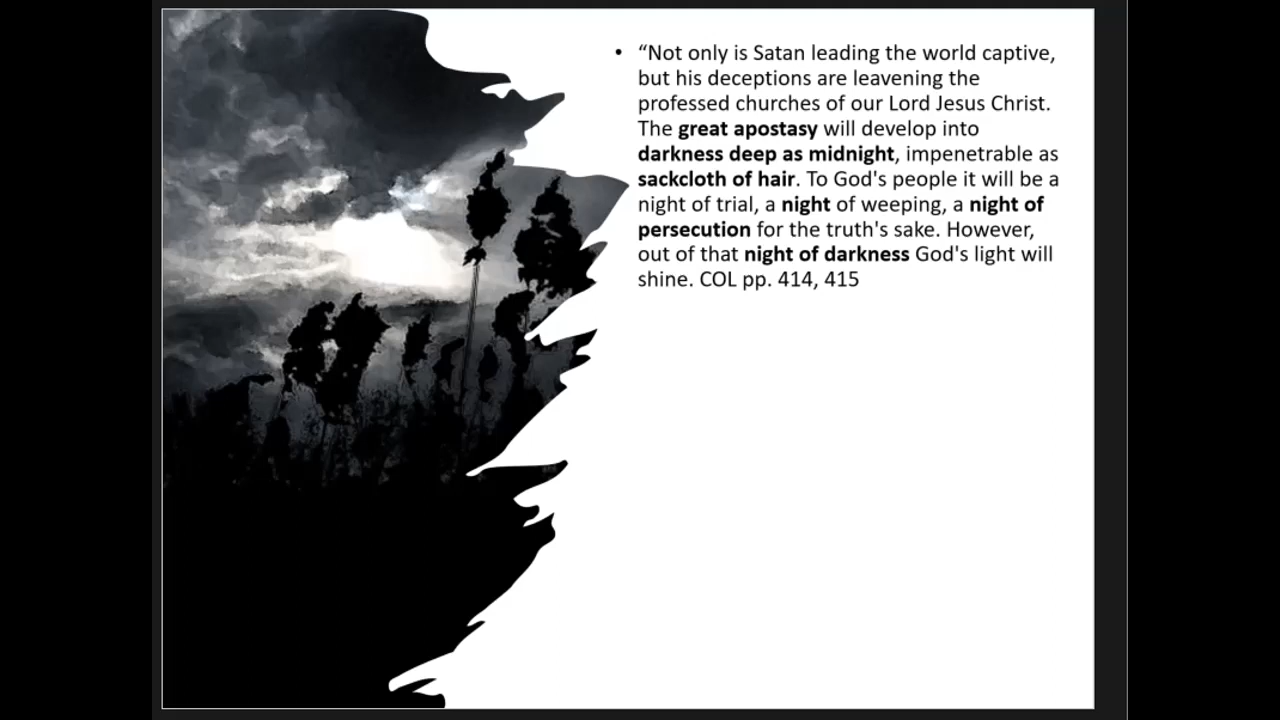 • “Not only is Satan leading the world captive,
but his deceptions are leavening the
professed churches of our Lord Jesus Christ.
The great apostasy will develop into
darkness deep as midnight, impenetrable as
sackcloth of hair. To God's people it will be a
night of trial, a night of weeping, a night of
persecution for the truth's sake. However,
out of that night of darkness God's light will
shine. COL pp. 414, 415